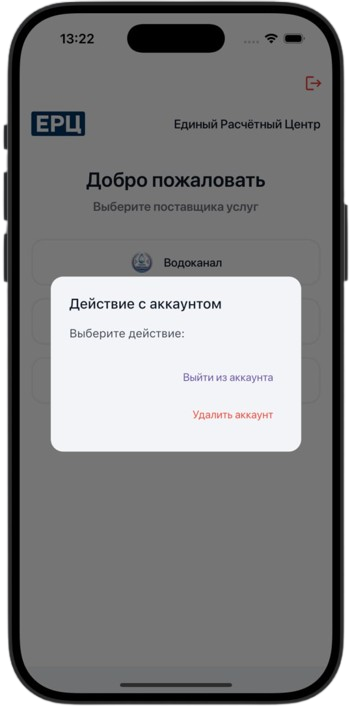 13:22
ЕРЦ
Единый Расчётный Центр
Добро пожаловать
Выберите поставщика услуг
Водоканал
Действие с аккаунтом
Выберите действие:
Выйти из аккаунта
Удалить аккаунт